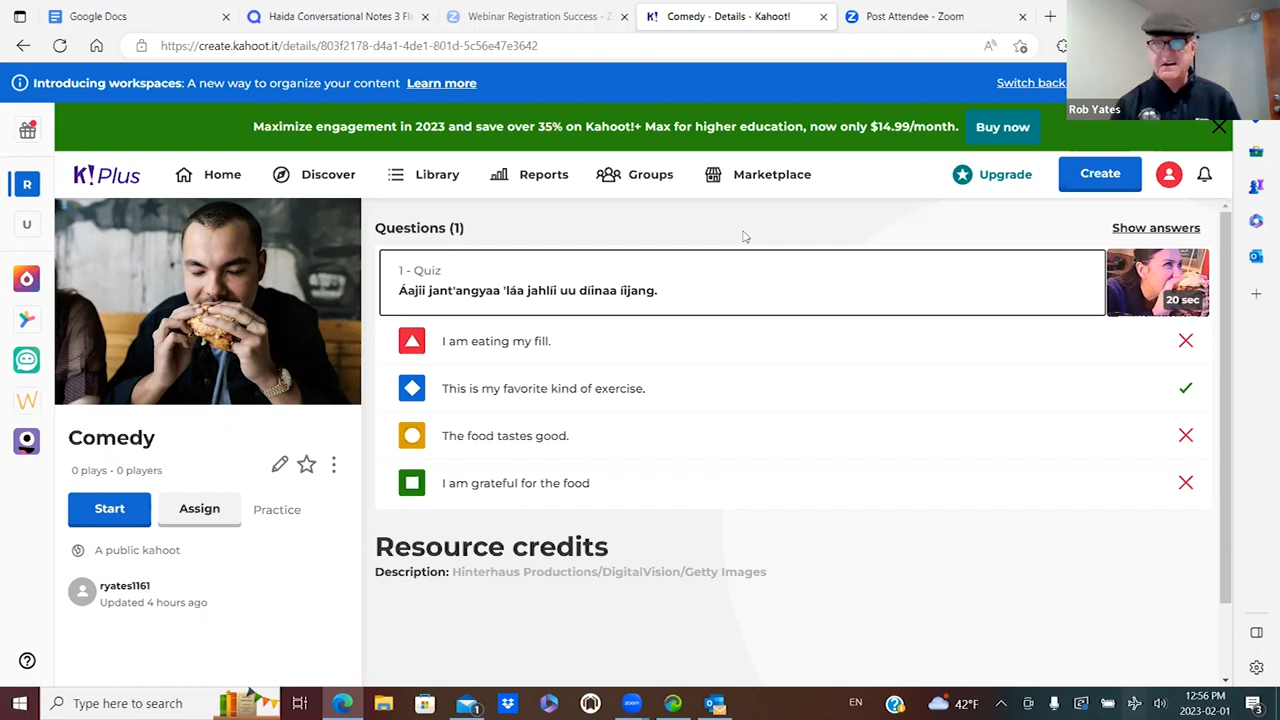 Google Docs
Haida Conversational Notes 3 Fl
Webinar Registration Success - Z
K! Comedy - Details - Kahoot!
Post Attendee - Zoom
https://create.kahoot.it/details/803f2178-d4a1-4de1-801d-5c56e47e3642
Introducing workspaces: A new way to organize your content Learn more
Switch back
Rob Yates
Maximize engagement in 2023 and save over 35% on Kahoot!+ Max for higher education, now only $14.99/month.
Buy now
K!Plus
Home
Discover
Library
Reports
Groups
Marketplace
Upgrade
Create
R
U
W
Questions (1)
Show answers
1 - Quiz
Áajii jant'angyaa 'láa jahlíi uu díinaa íijang.
20 sec
I am eating my fill.
This is my favorite kind of exercise.
The food tastes good.
I am grateful for the food
Comedy
0 plays · 0 players
Start
Assign
Practice
A public kahoot
ryates1161
Updated 4 hours ago
Resource credits
Description: Hinterhaus Productions/DigitalVision/Getty Images
Type here to search
1
EN
42°F
12:56 PM
2023-02-01
3